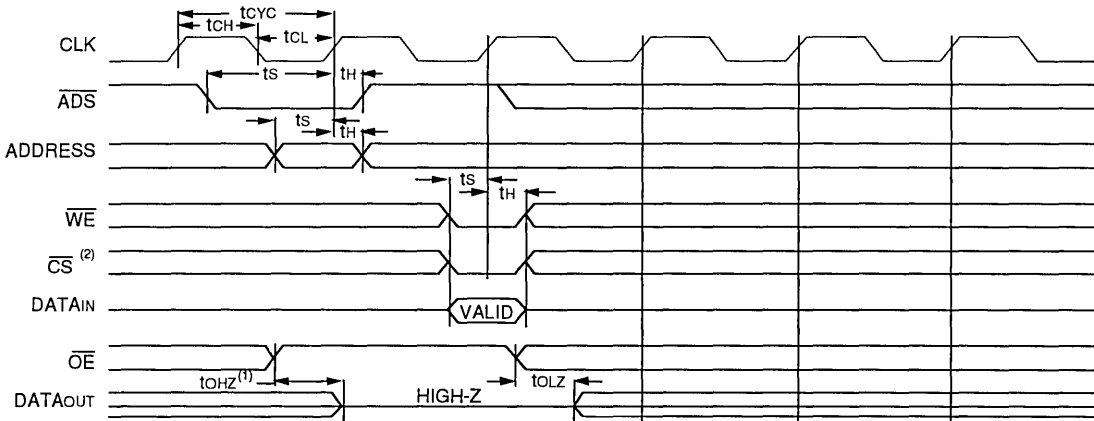 tCYC
tCH
tCL
CLK
tS
tH
ADS
tS
tH
ADDRESS
tS
tH
WE
CS (2)
DATAIN
VALID
OE
tOHZ(1)
tOLZ
DATAOUT
HIGH-Z